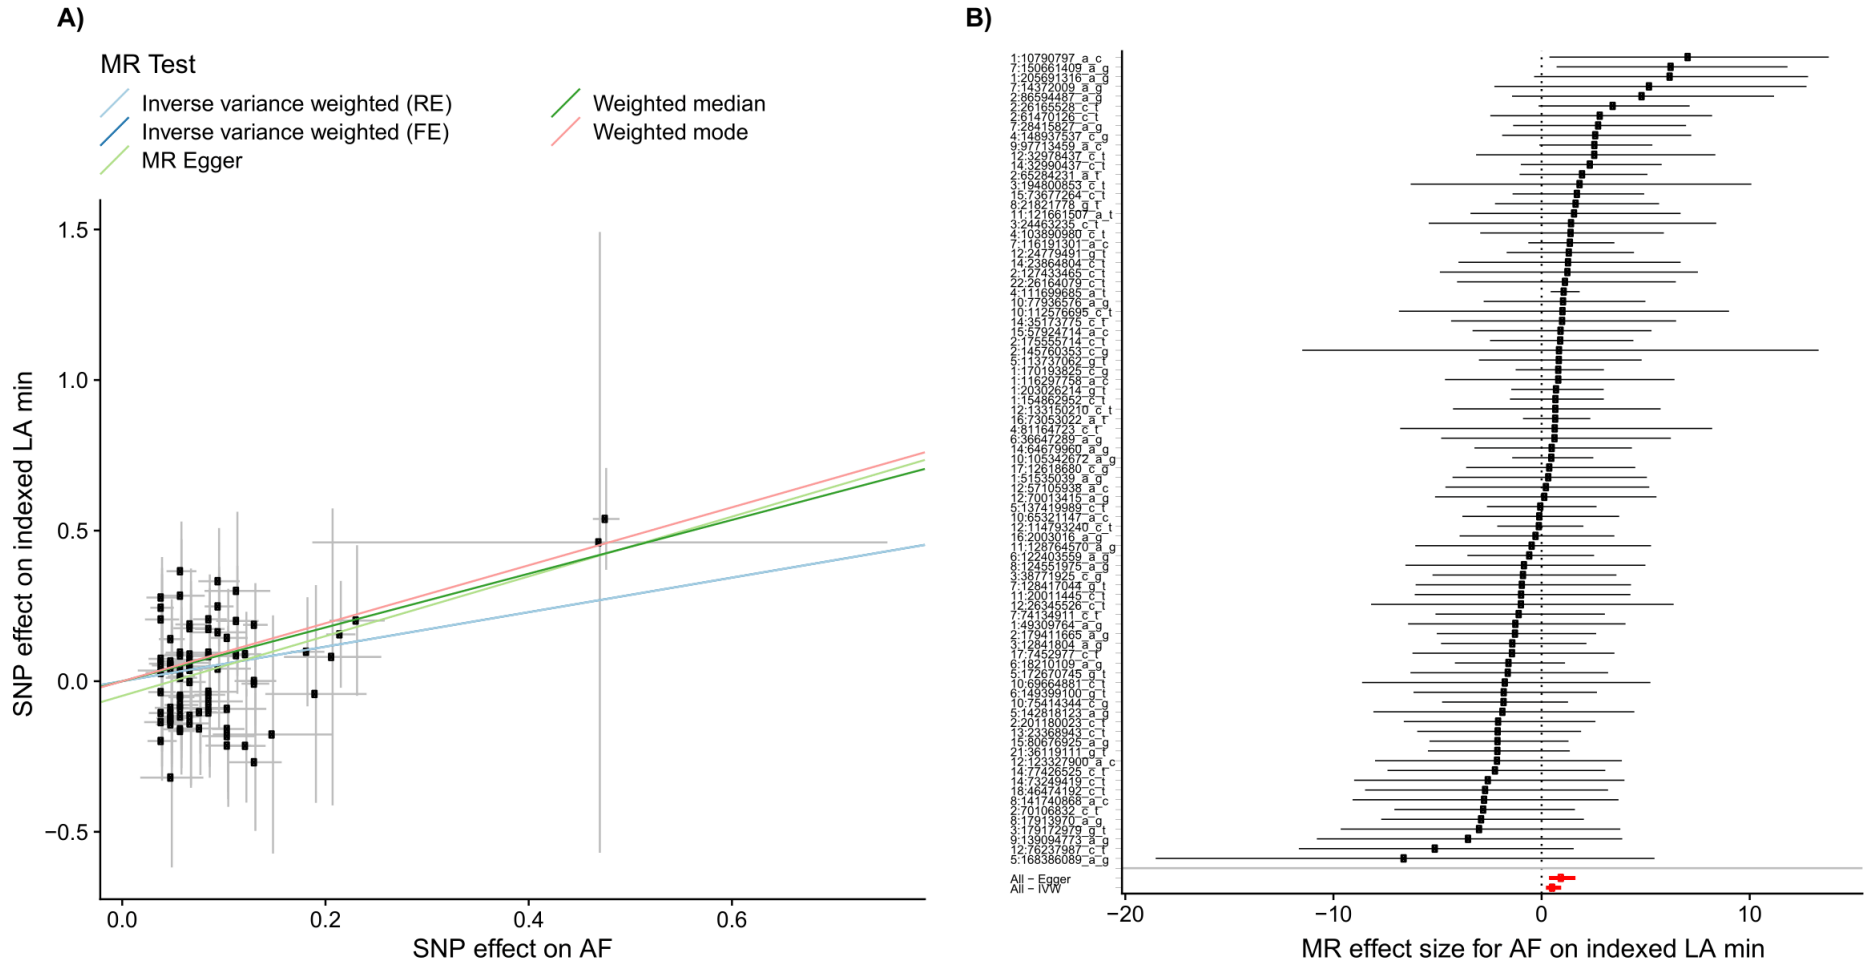 A)
MR Test
Inverse variance weighted (RE)
Inverse variance weighted (FE)
MR Egger
Weighted median
Weighted mode
1.5
1.0
0.5
0.0
−0.5
SNP effect on indexed LA min
0.0
0.2
0.4
0.6
SNP effect on AF
B)
1:10790797_a_c
7:150661409_a_g
1:205691316_a_g
7:14372009_a_g
2:86594487_a_g
2:26165528_c_t
2:61470126_c_t
7:28415827_a_g
4:148937537_c_g
9:97713459_a_c
12:32978437_c_t
14:32990437_c_t
2:65284231_a_t
3:194800853_c_t
15:73677264_c_t
8:21821778_g_t
11:121661507_a_t
3:24463235_c_t
4:103890980_c_t
7:116191301_a_c
12:24779491_g_t
14:23864804_c_t
2:127433465_c_t
22:26164079_c_t
4:111699685_a_t
10:77936576_a_g
10:112576695_c_t
14:35173775_c_t
15:57924714_a_c
2:175555714_c_t
2:145760353_c_g
5:113737062_g_t
1:170193825_c_g
1:116297758_a_c
1:203026214_g_t
1:154862952_c_t
12:133150210_c_t
16:73053022_a_t
4:81164723_c_t
6:36647289_a_g
14:64679960_a_g
10:105342672_a_g
17:12618680_c_g
1:51535039_a_g
12:57105938_a_c
12:70013415_a_g
5:137419989_c_t
10:65321147_a_c
12:114793240_c_t
16:2003016_a_g
11:128764570_a_g
6:122403559_a_g
8:124551975_a_g
3:38771925_c_g
7:128417044_g_t
11:20011445_c_t
12:26345526_c_t
7:74134911_c_t
1:49309764_a_g
2:179411665_a_g
3:12841804_a_g
17:7452977_c_t
6:18210109_a_g
5:172670745_g_t
10:69664881_c_t
6:149399100_g_t
10:75414344_c_g
5:142818123_a_g
2:201180023_c_t
13:23368943_c_t
15:80676925_a_g
21:36119111_g_t
12:123327900_a_c
14:77426525_c_t
14:73249419_c_t
18:46474192_c_t
8:141740868_a_c
2:70106832_c_t
8:17913970_a_g
3:179172979_g_t
9:139094773_a_g
12:76237987_c_t
5:168386089_a_g
All − Egger
All − IVW
−20
−10
0
10
MR effect size for AF on indexed LA min